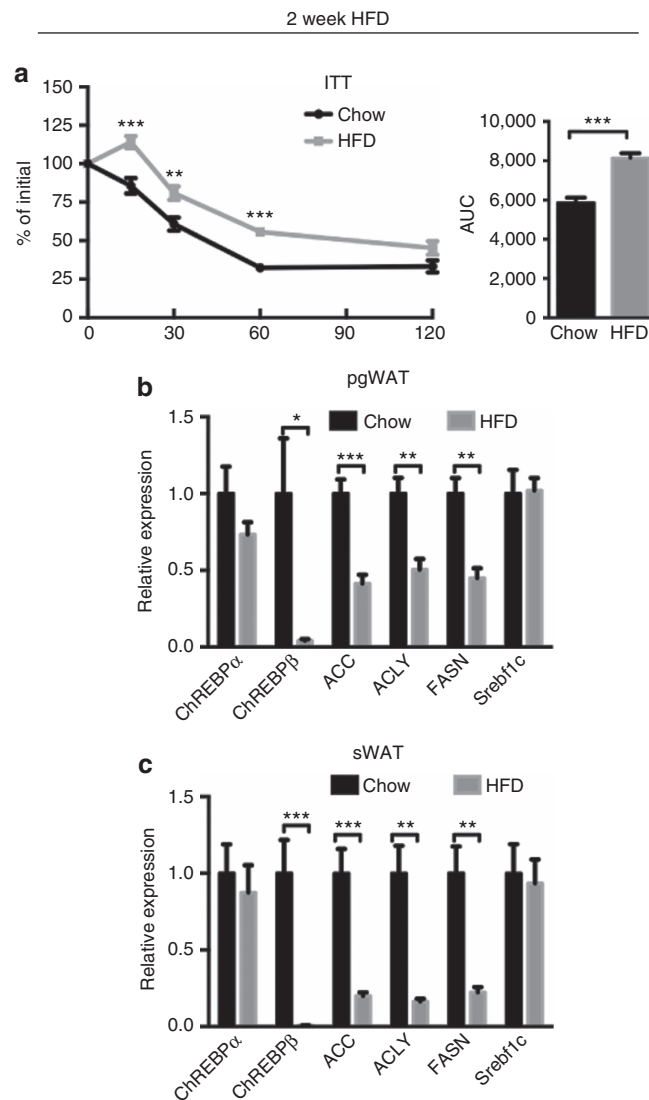 2 week HFD
a
ITT
Chow
HFD
% of initial
150
125
100
75
50
25
0
***
**
***
0 30 60 90 120
AUC
10,000
8,000
6,000
4,000
2,000
0
***
Chow HFD
b
pgWAT
Chow HFD
Relative expression
1.5
1.0
0.5
0.0
* *** ** **
ChREBPα ChREBPβ ACC ACLY FASN Srebf1c
c
sWAT
Chow HFD
Relative expression
1.5
1.0
0.5
0.0
*** *** ** **
ChREBPα ChREBPβ ACC ACLY FASN Srebf1c